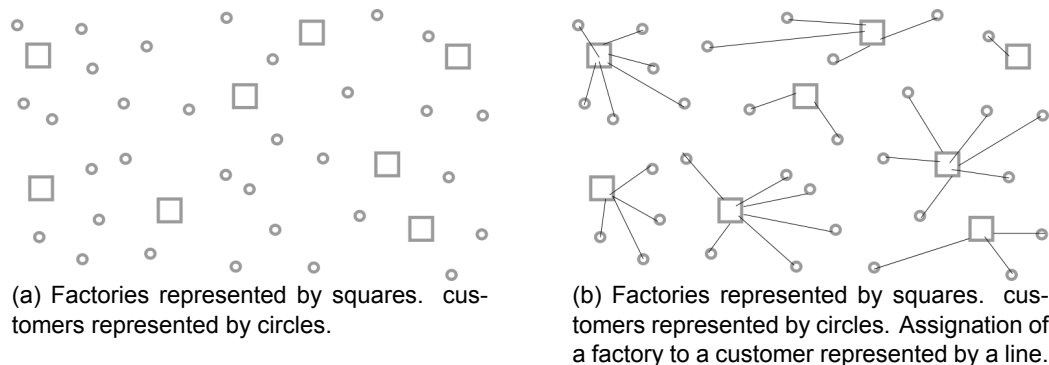 (a) Factories represented by squares. cus-
tomers represented by circles.
(b) Factories represented by squares. cus-
tomers represented by circles. Assignation of
a factory to a customer represented by a line.